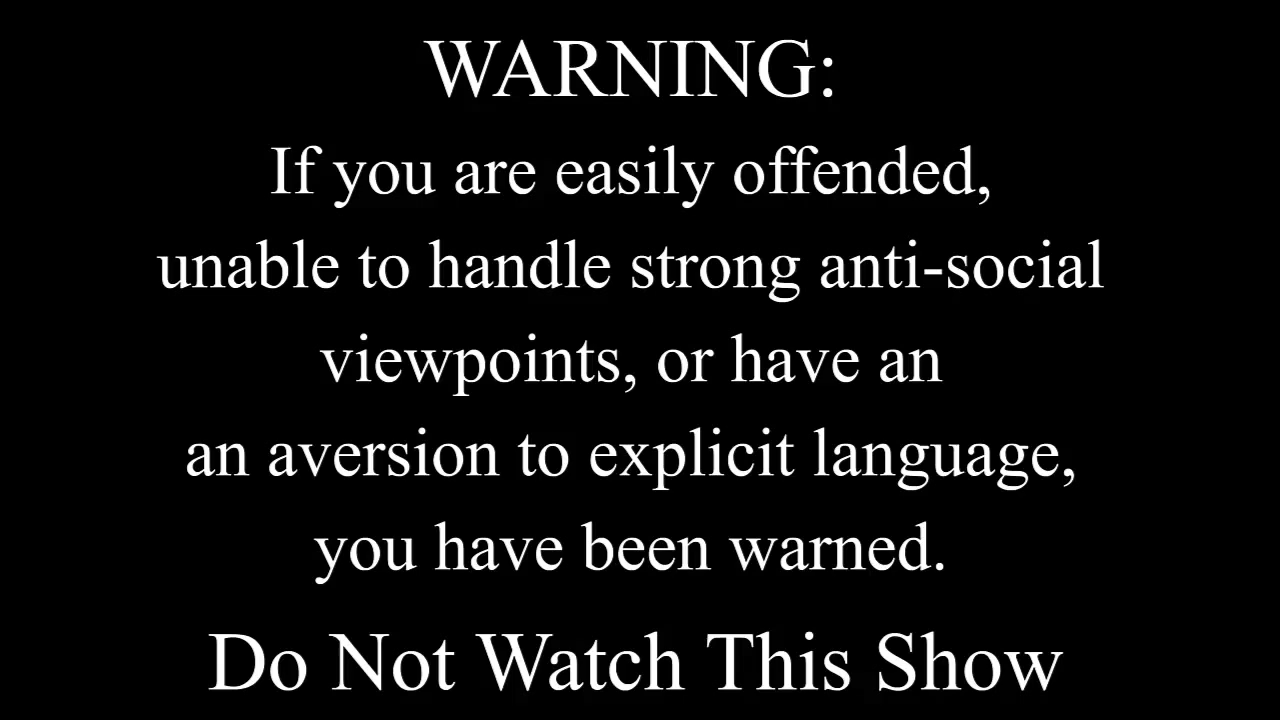 WARNING:
If you are easily offended,
unable to handle strong anti-social
viewpoints, or have an
an aversion to explicit language,
you have been warned.
Do Not Watch This Show